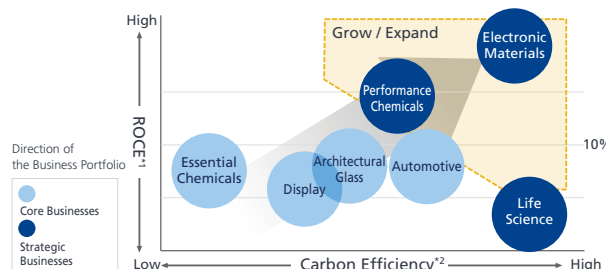 High
Grow / Expand
Electronic
Materials
Performance
Chemicals
ROCE*1
10%
Direction of
the Business Portfolio
Core Businesses
Strategic
Businesses
Essential
Chemicals
Display
Architectural
Glass
Automotive
Life
Science
Low
Carbon Efficiency*2
High